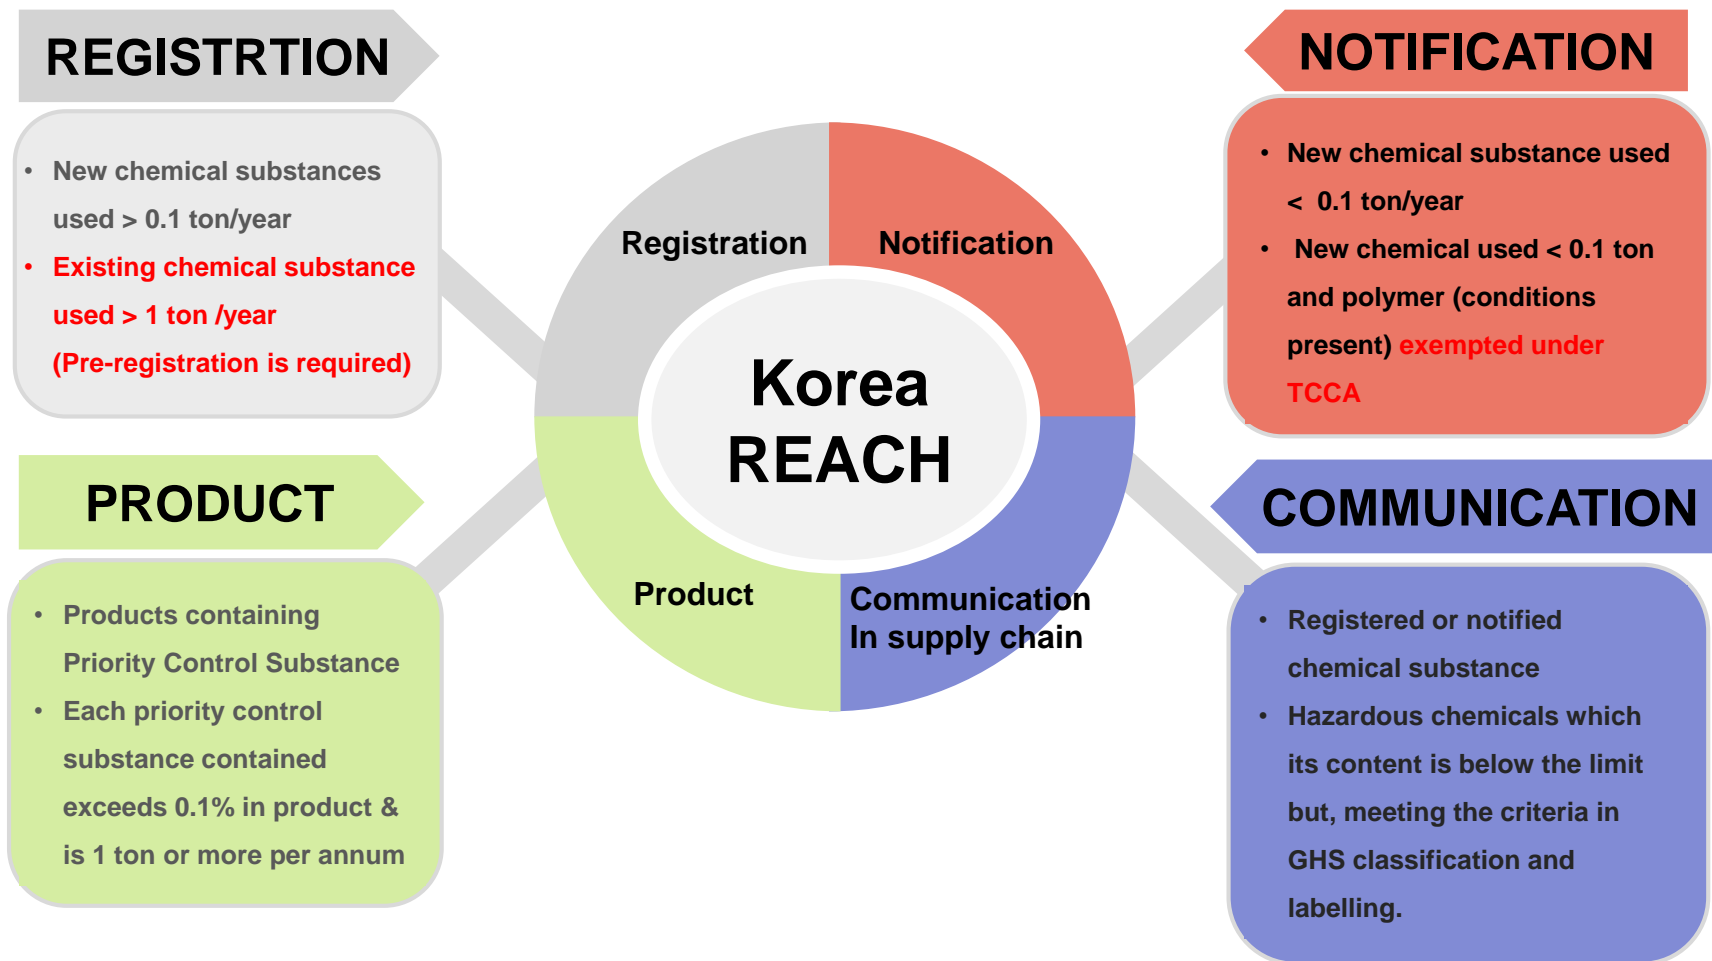 REGISTRTION
• New chemical substances
used > 0.1 ton/year
• Existing chemical substance
used > 1 ton /year
(Pre-registration is required)
NOTIFICATION
• New chemical substance used
< 0.1 ton/year
• New chemical used < 0.1 ton
and polymer (conditions
present) exempted under
TCCA
Registration
Notification
Korea
REACH
Product
Communication
In supply chain
PRODUCT
• Products containing
Priority Control Substance
• Each priority control
substance contained
exceeds 0.1% in product &
is 1 ton or more per annum
COMMUNICATION
• Registered or notified
chemical substance
• Hazardous chemicals which
its content is below the limit
but, meeting the criteria in
GHS classification and
labelling.